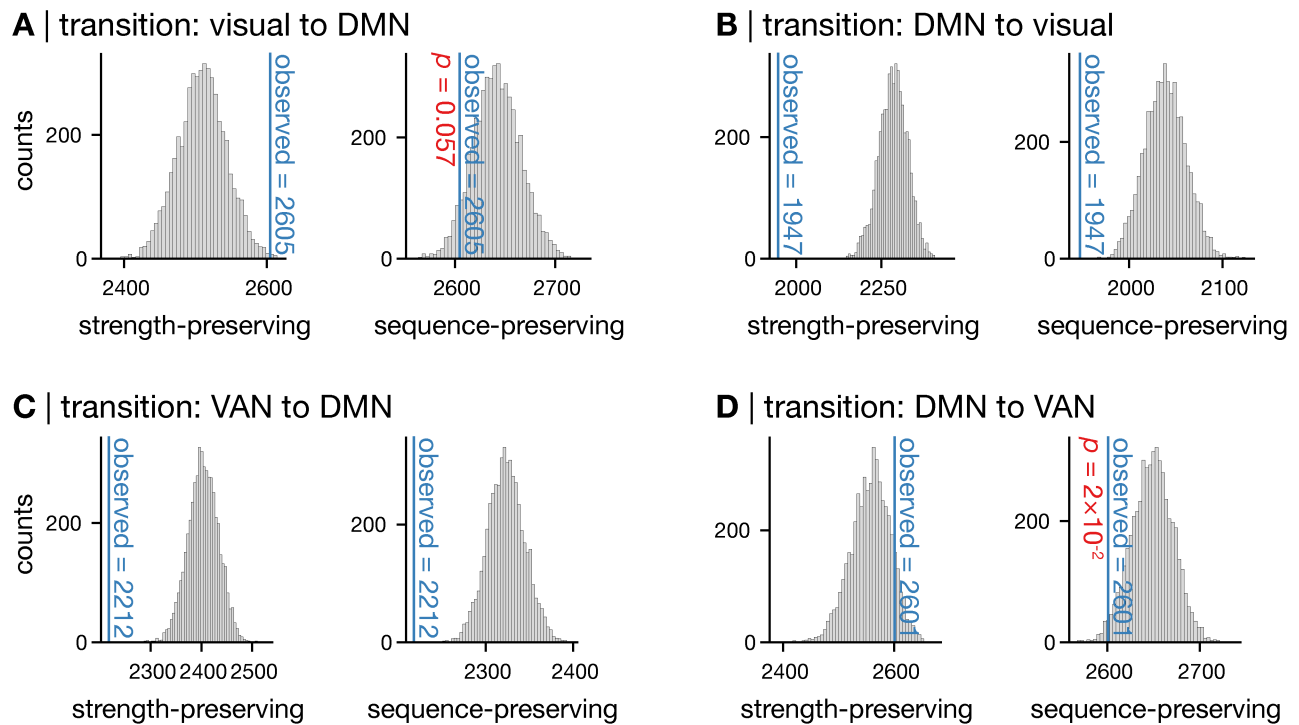 A | transition: visual to DMN
counts
200
0
2400
2600
observed = 2605
strength-preserving
200
0
2600
2700
p = 0.057
observed = 2605
sequence-preserving
B | transition: DMN to visual
200
0
2000
2250
observed = 1947
strength-preserving
200
0
2000
2100
observed = 1947
sequence-preserving
C | transition: VAN to DMN
counts
200
0
2300
2400
2500
observed = 2212
strength-preserving
200
0
2300
2400
observed = 2212
sequence-preserving
D | transition: DMN to VAN
200
0
2400
2600
observed = 2601
strength-preserving
200
0
2600
2700
p = 2×10⁻²
observed = 2601
sequence-preserving